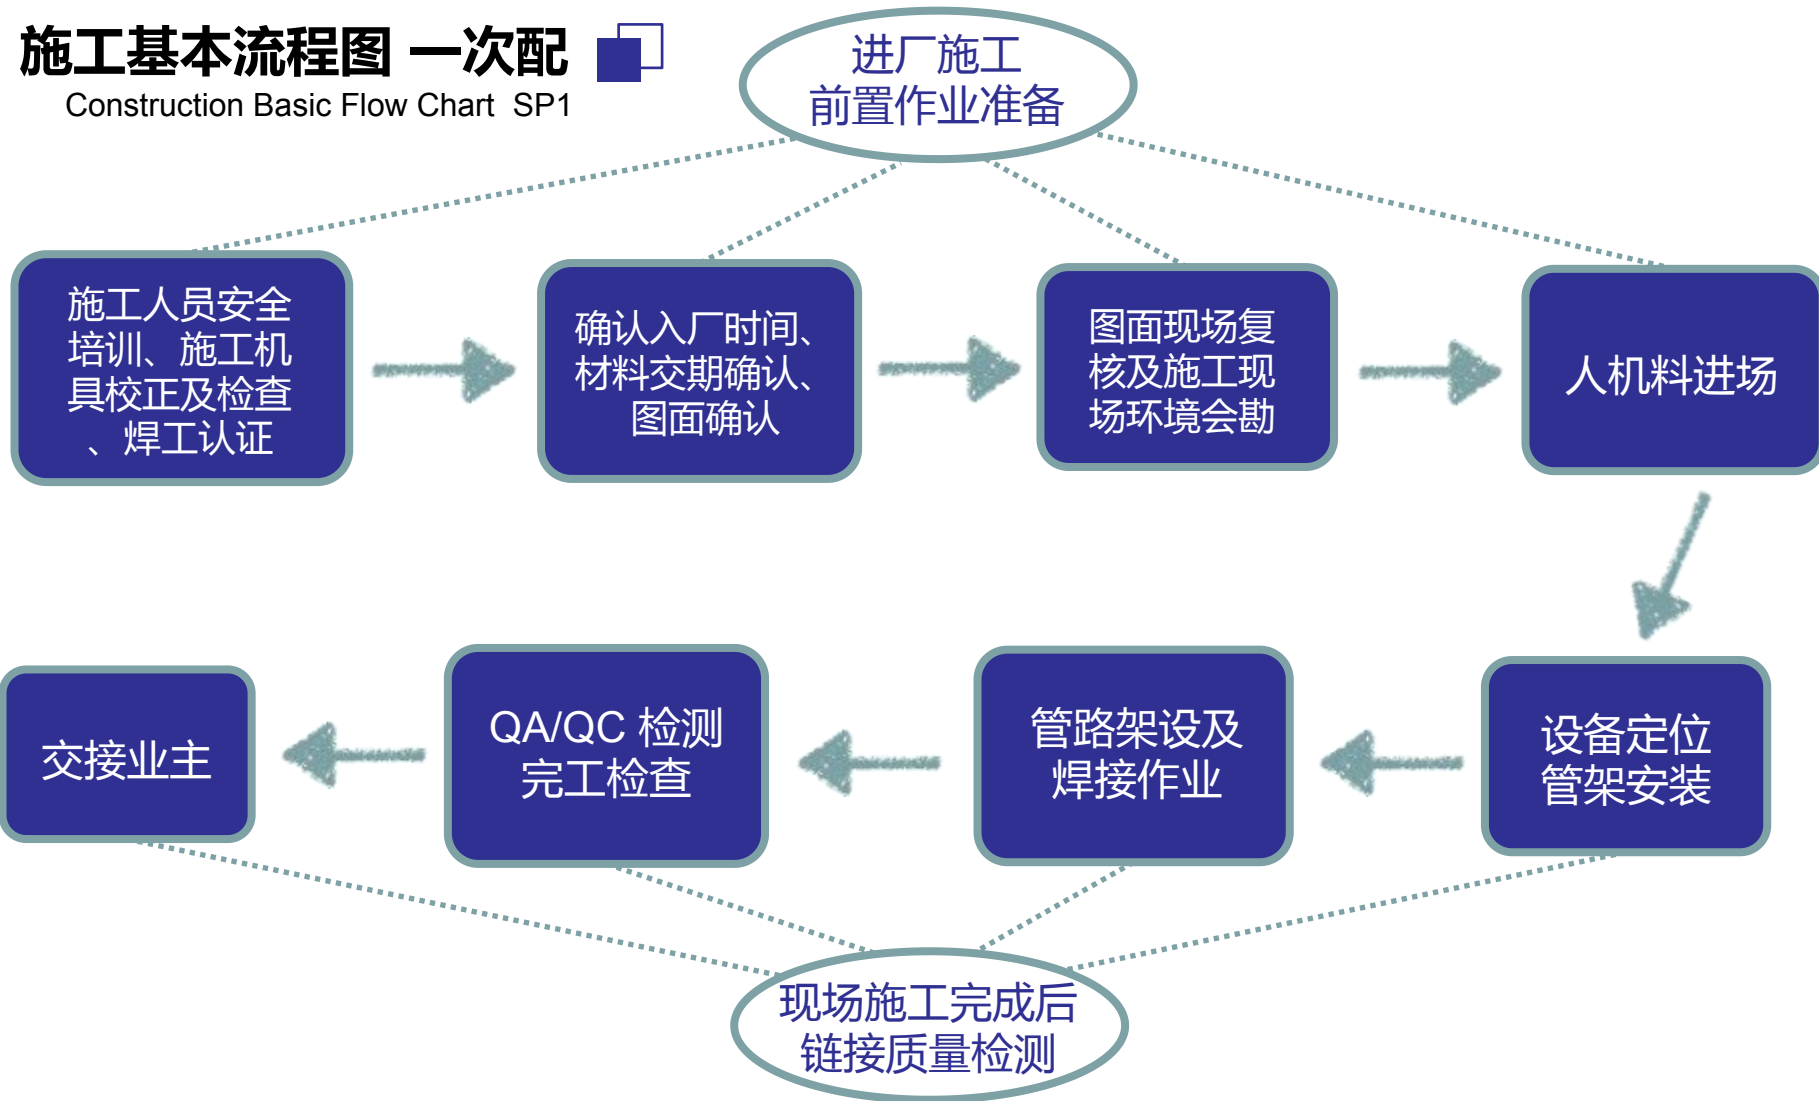 施工基本流程图 一次配
Construction Basic Flow Chart SP1
进厂施工
前置作业准备
施工人员安全
培训、施工机
具校正及检查
、焊工认证
确认入厂时间、
材料交期确认、
图面确认
图面现场复
核及施工现
场环境会勘
人机料进场
设备定位
管架安装
管路架设及
焊接作业
QA/QC 检测
完工检查
交接业主
现场施工完成后
链接质量检测